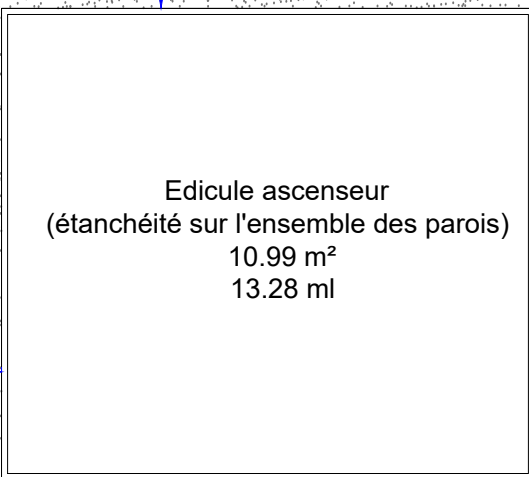 Edicule ascenseur
(étanchéité sur l'ensemble des parois)
10.99 m²
13.28 ml